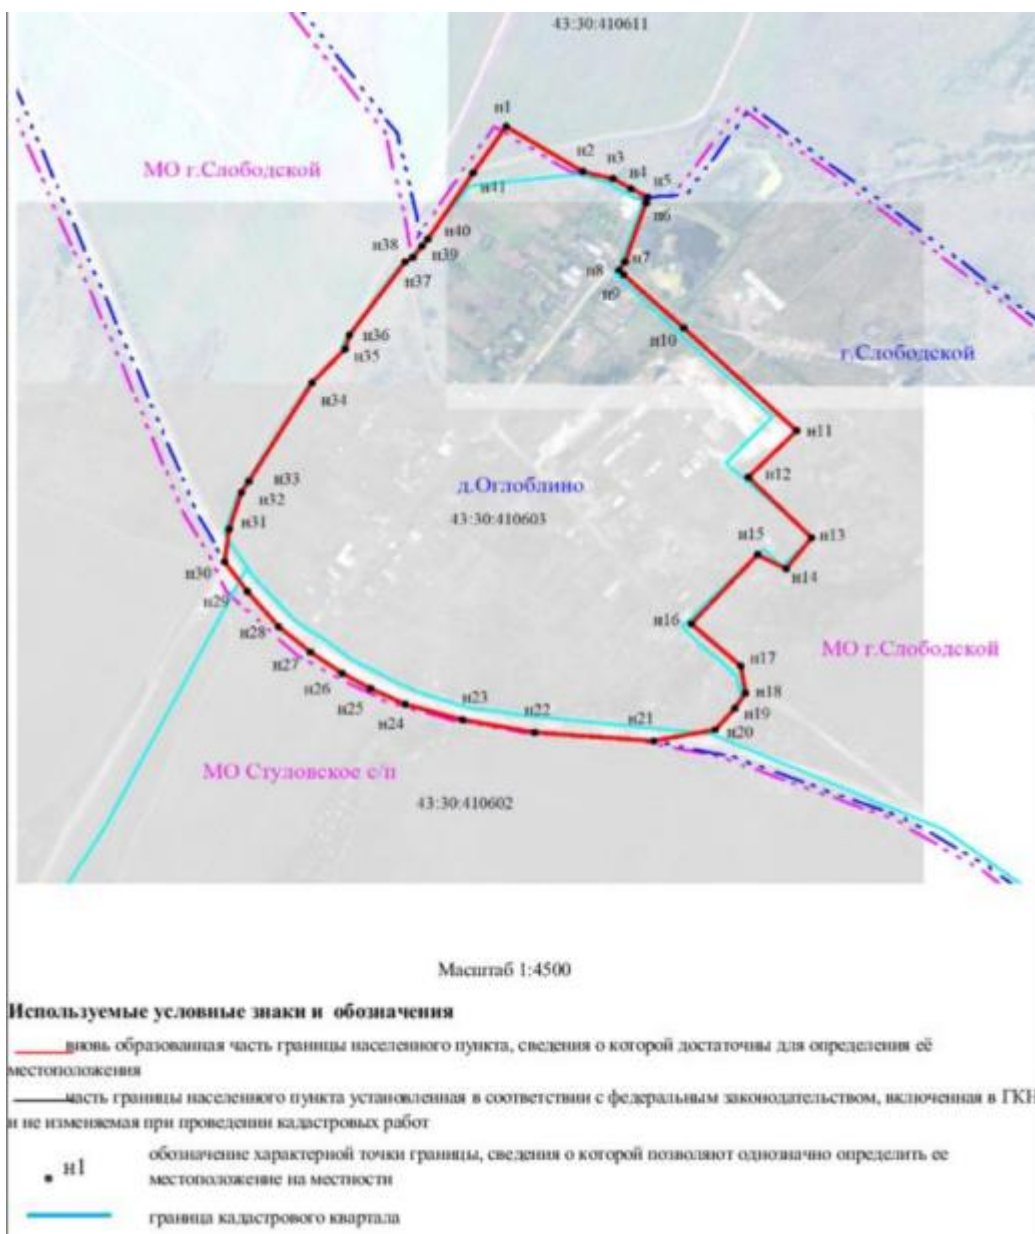 43:30:410611
н1
МО г.Слободской
н2
н3
н4
н5
н41
н6
н40
н38
н39
н7
н37
н8
н9
н36
н10
н35
г.Слободской
н34
н11
н33
н12
д.Оглоблино
н32
43:30:410603
н31
н15
н13
н30
н14
н29
н16
н28
МО г.Слободской
н27
н17
н26
н18
н25
н23
н19
н24
н22
н21
н20
МО Стуловское с/п
43:30:410602
Масштаб 1:4500
Используемые условные знаки и обозначения
вновь образованная часть границы населенного пункта, сведения о которой достаточны для определения её
местоположения
часть границы населенного пункта установленная в соответствии с федеральным законодательством, включенная в ГКН
и не изменяемая при проведении кадастровых работ
н1
обозначение характерной точки границы, сведения о которой позволяют однозначно определить ее
местоположение на местности
граница кадастрового квартала